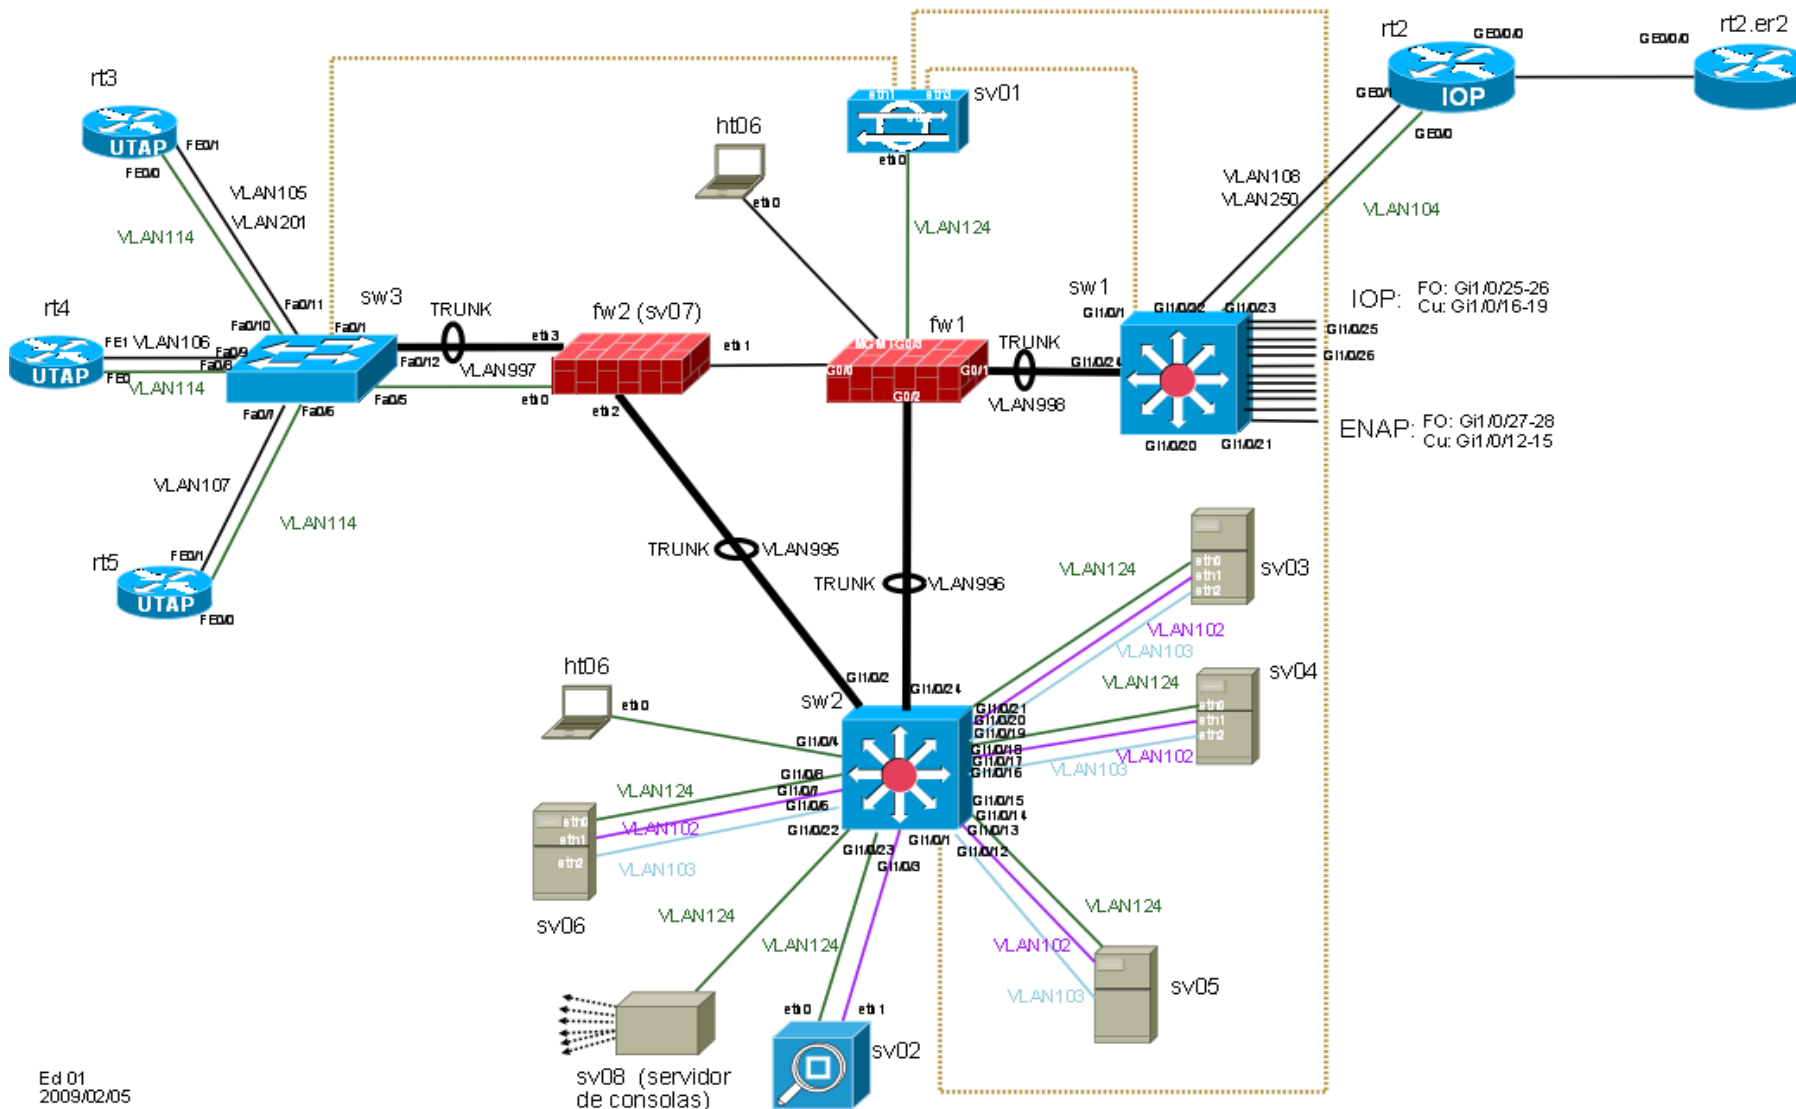 rt3
UTAP
FE0/1
FE0/0
VLAN105
VLAN201
VLAN114
rt4
UTAP
FE1
VLAN106
FE0
VLAN114
Fa0/11
Fa0/10
Fa0/9
Fa0/8
Fa0/1
Fa0/12
Fa0/5
Fa0/7
Fa0/6
sw3
TRUNK
VLAN997
VLAN107
VLAN114
rt5
UTAP
FE0/1
FE0/0
fw2 (sv07)
eth3
eth1
eth0
eth2
ht06
eth0
sv01
eth1
eth3
eth0
VLAN124
fw1
MGMT
G0/3
G0/0
G0/1
G0/2
TRUNK
VLAN998
sw1
Gi1/0/1
Gi1/0/22
Gi1/0/23
Gi1/0/24
Gi1/0/25
Gi1/0/26
Gi1/0/20
Gi1/0/21
rt2
IOP
GE0/0/0
GE0/1
GE0/0
rt2.er2
GE0/0/0
VLAN108
VLAN250
VLAN104
IOP:
FO: Gi1/0/25-26
Cu: Gi1/0/16-19
ENAP:
FO: Gi1/0/27-28
Cu: Gi1/0/12-15
TRUNK
VLAN995
TRUNK
VLAN996
sw2
Gi1/0/2
Gi1/0/24
Gi1/0/21
Gi1/0/20
Gi1/0/19
Gi1/0/18
Gi1/0/17
Gi1/0/16
Gi1/0/15
Gi1/0/14
Gi1/0/13
Gi1/0/12
Gi1/0/4
Gi1/0/7
Gi1/0/22
Gi1/0/23
Gi1/0/3
Gi1/0/1
ht06
eth0
sv03
eth0
eth1
eth2
VLAN124
VLAN102
VLAN103
sv04
eth0
eth1
eth2
VLAN124
VLAN102
VLAN103
sv05
VLAN124
VLAN102
VLAN103
sv06
eth0
eth1
eth2
VLAN124
VLAN102
VLAN103
VLAN124
VLAN124
sv08 (servidor
de consolas)
eth0
eth1
sv02
Ed 01
2009/02/05